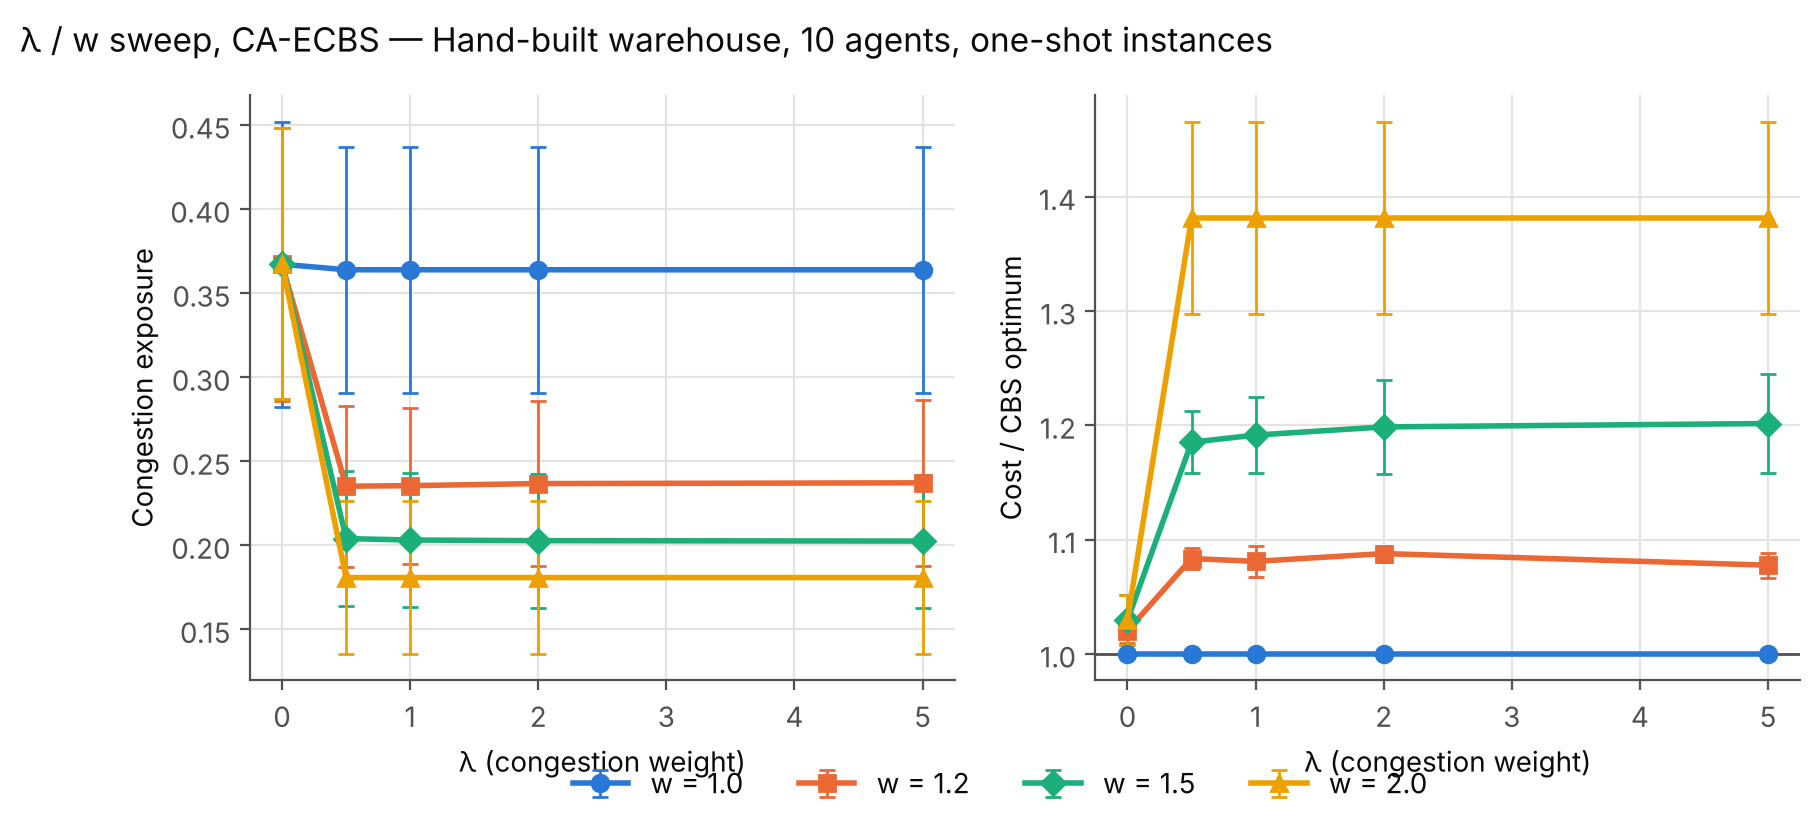 λ / w sweep, CA-ECBS — Hand-built warehouse, 10 agents, one-shot instances
Congestion exposure
0.45
0.40
0.35
0.30
0.25
0.20
0.15
0 1 2 3 4 5
λ (congestion weight)
Cost / CBS optimum
1.4
1.3
1.2
1.1
1.0
0 1 2 3 4 5
λ (congestion weight)
w = 1.0 w = 1.2 w = 1.5 w = 2.0